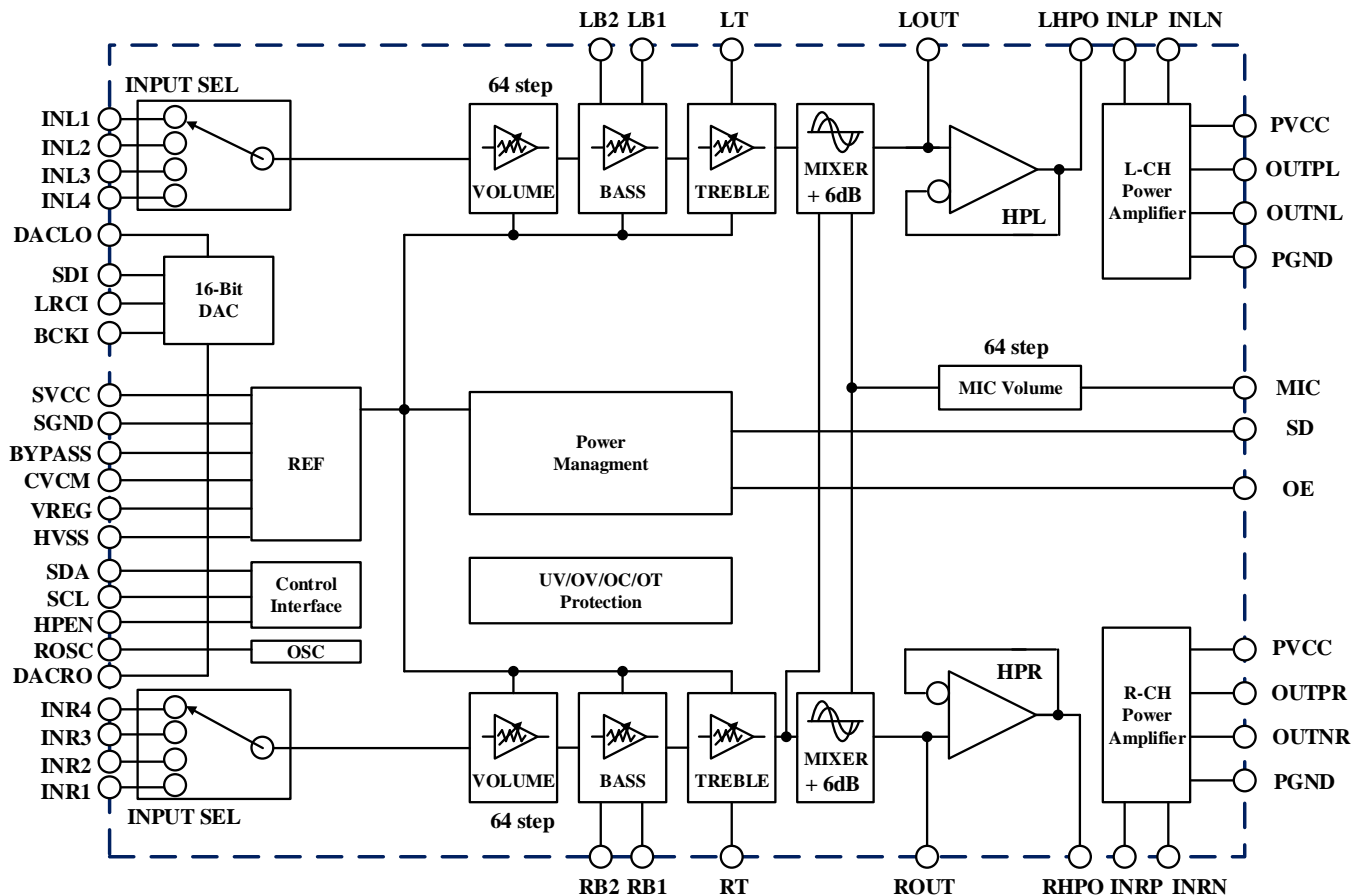 LB2 LB1 LT LOUT LHPO INLP INLN
INPUT SEL
64 step
INL1
INL2
INL3
INL4
VOLUME
BASS
TREBLE
MIXER
+ 6dB
HPL
L-CH
Power
Amplifier
PVCC
OUTPL
OUTNL
PGND
DACLO
SDI
LRCI
BCKI
16-Bit
DAC
64 step
MIC Volume
MIC
SD
OE
SVCC
SGND
BYPASS
CVCM
VREG
HVSS
REF
Power
Managment
SDA
SCL
HPEN
ROSC
DACRO
Control
Interface
OSC
UV/OV/OC/OT
Protection
INR4
INR3
INR2
INR1
INPUT SEL
VOLUME
64 step
BASS
TREBLE
MIXER
+ 6dB
HPR
R-CH
Power
Amplifier
PVCC
OUTPR
OUTNR
PGND
RB2 RB1 RT ROUT RHPO INRP INRN